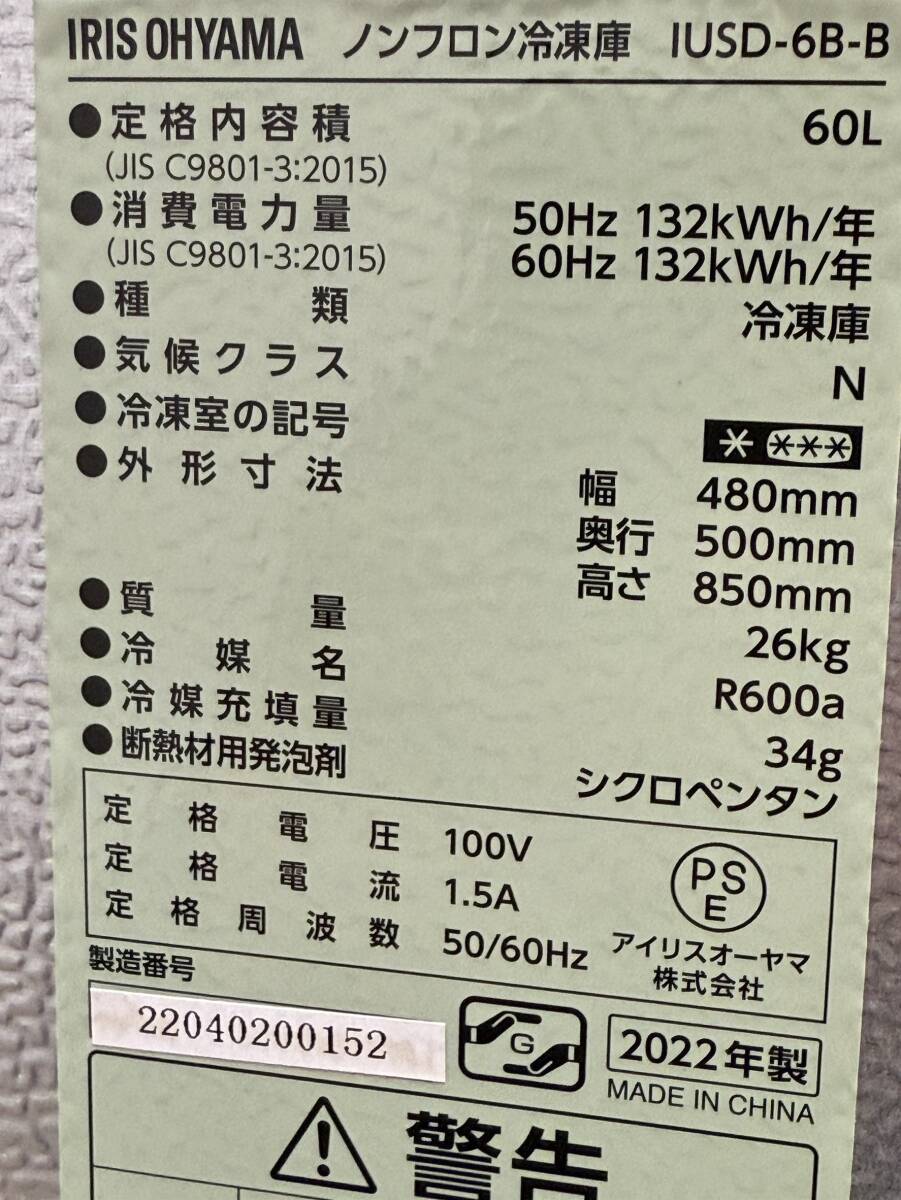 IRIS OHYAMA ノンフロン冷凍庫 IUSD-6B-B
●定格内容積 60L
(JIS C9801-3:2015)
●消費電力量 50Hz 132kWh/年
(JIS C9801-3:2015) 60Hz 132kWh/年
●種類 冷凍庫
●気候クラス N
●冷凍室の記号 * ***
●外形寸法 幅 480mm
奥行 500mm
高さ 850mm
●質量 26kg
●冷媒名 R600a
●冷媒充填量 34g
●断熱材用発泡剤 シクロペンタン
定格電圧 100V
定格電流 1.5A
定格周波数 50/60Hz
PSE
アイリスオーヤマ
株式会社
製造番号
22040200152
G
2022年製
MADE IN CHINA
警告